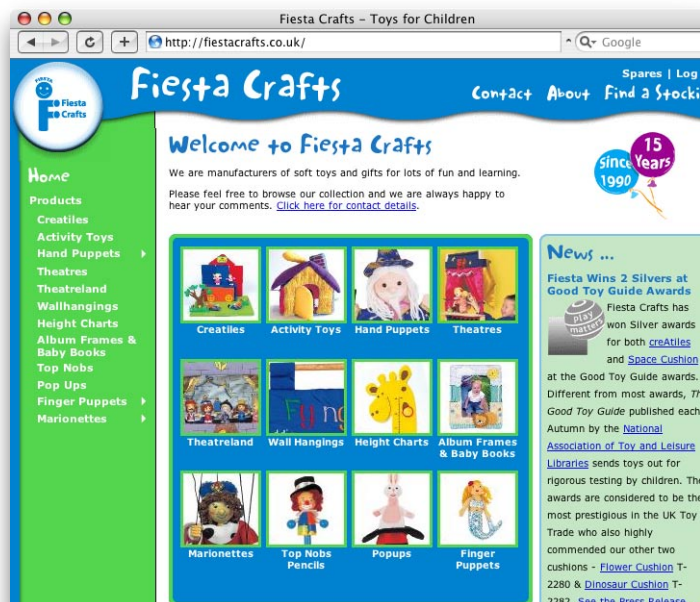 Fiesta Crafts – Toys for Children
http://fiestacrafts.co.uk/
Google
Spares | Log
FIESTA
Fiesta
Crafts
Fiesta Crafts
Contact About Find a Stocki
Welcome to Fiesta Crafts
We are manufacturers of soft toys and gifts for lots of fun and learning.
Please feel free to browse our collection and we are always happy to
hear your comments. Click here for contact details.
Since
1990
15
Years
Home
Products
Creatiles
Activity Toys
Hand Puppets
Theatres
Theatreland
Wallhangings
Height Charts
Album Frames &
Baby Books
Top Nobs
Pop Ups
Finger Puppets
Marionettes
Creatiles
Activity Toys
Hand Puppets
Theatres
Theatreland
Wall Hangings
Height Charts
Album Frames
& Baby Books
Marionettes
Top Nobs
Pencils
Popups
Finger
Puppets
News ...
Fiesta Wins 2 Silvers at
Good Toy Guide Awards
play
matters
Fiesta Crafts has
won Silver awards
for both creAtiles
and Space Cushion
at the Good Toy Guide awards.
Different from most awards, Th
Good Toy Guide published each
Autumn by the National
Association of Toy and Leisure
Libraries sends toys out for
rigorous testing by children. The
awards are considered to be the
most prestigious in the UK Toy
Trade who also highly
commended our other two
cushions - Flower Cushion T-
2280 & Dinosaur Cushion T-
2282. See the Press Release